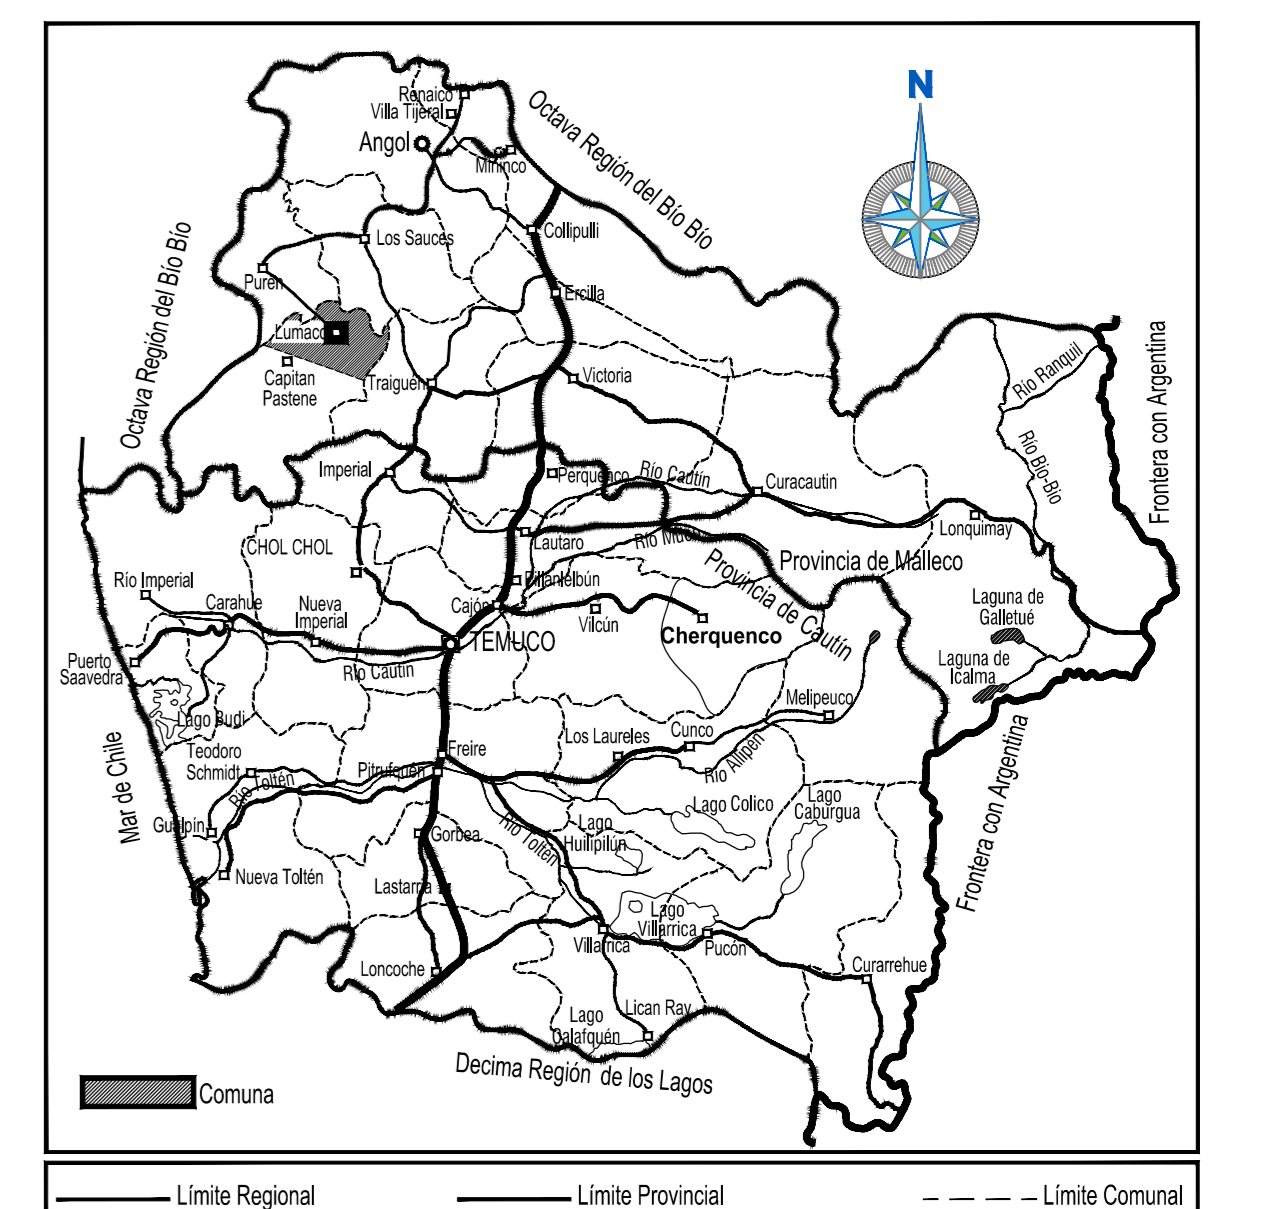 N
Renaico
Villa Tijeral
Angol
Mininco
Octava Región del Bío Bío
Los Sauces
Collipulli
Octava Región del Bío Bío
Puren
Ercilla
Lumaco
Capitan
Pastene
Traiguen
Victoria
Río Ranquil
Frontera con Argentina
Imperial
Perquenco
Río Cautín
Curacautin
Río Bío-Bío
Lonquimay
CHOL CHOL
Lautaro
Río Muco
Provincia de Malleco
Provincia de Cautín
Río Imperial
Pillanlelbún
Carahue
Nueva
Imperial
Cajón
Vilcún
Cherquenco
Laguna de
Galletué
TEMUCO
Puerto
Saavedra
Río Cautín
Laguna de
Icalma
Lago Budi
Melipeuco
Mar de Chile
Teodoro
Schmidt
Freire
Los Laureles
Cunco
Río Allipen
Frontera con Argentina
Pitrufquen
Río Toltén
Lago Colico
Lago
Caburgua
Gualpín
Gorbea
Río Toltén
Lago
Huilipilún
Nueva Toltén
Lastarria
Lago
Villarrica
Villarrica
Pucón
Loncoche
Curarrehue
Lican Ray
Lago
Calafquén
Decima Región de los Lagos
Comuna
Límite Regional
Límite Provincial
Límite Comunal